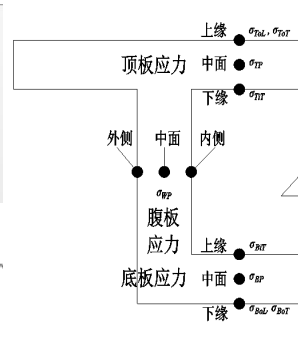 上缘 σToL, σToT
顶板应力 中面 σTP
下缘 σTiT
外侧 中面 内侧
σWP
腹板
应力
上缘 σBiT
底板应力 中面 σBP
下缘 σBoL, σBoT